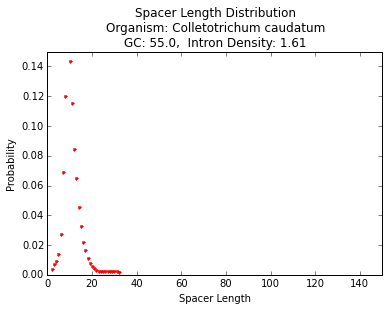 Spacer Length Distribution
Organism: Colletotrichum caudatum
GC: 55.0,  Intron Density: 1.61
0.14
0.12
0.10
0.08
0.06
0.04
0.02
0.00
Probability
0 20 40 60 80 100 120 140
Spacer Length